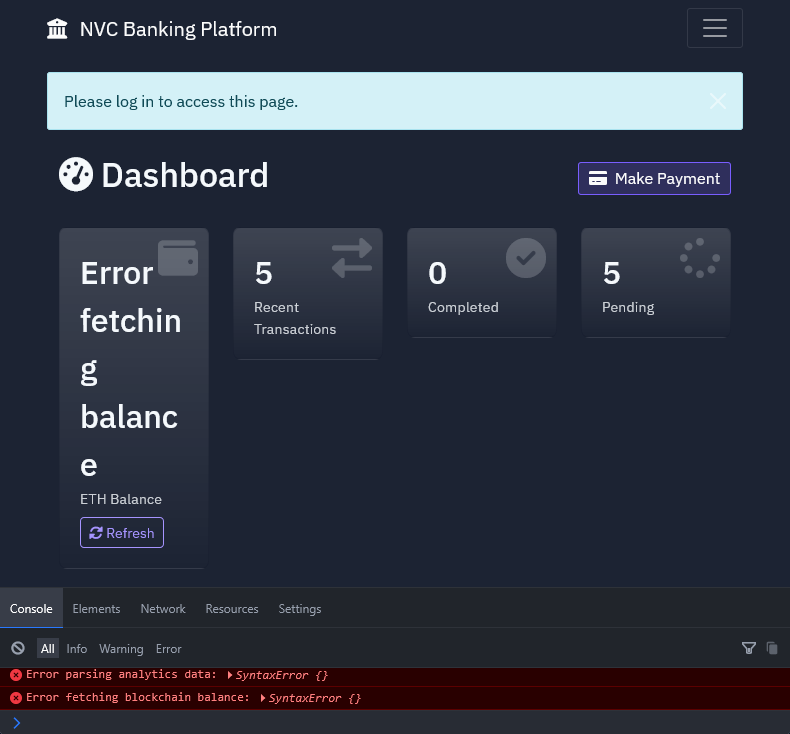 NVC Banking Platform
Please log in to access this page.
Dashboard
Make Payment
Error
fetchin
g
balanc
e
ETH Balance
Refresh
5
Recent
Transactions
0
Completed
5
Pending
Console Elements Network Resources Settings
All Info Warning Error
Error parsing analytics data: SyntaxError {}
Error fetching blockchain balance: SyntaxError {}